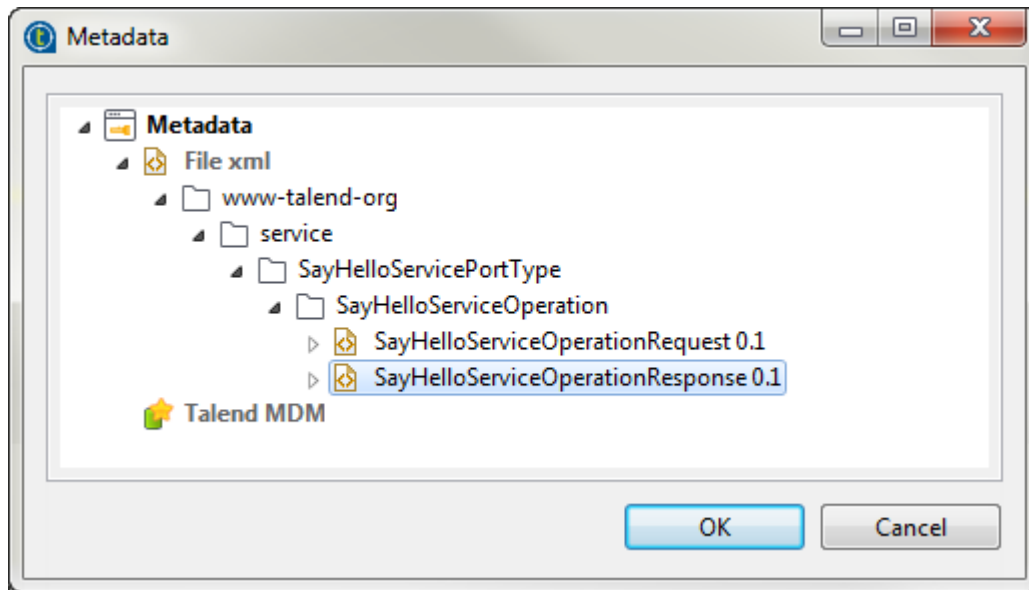 Metadata
Metadata
File xml
www-talend-org
service
SayHelloServicePortType
SayHelloServiceOperation
SayHelloServiceOperationRequest 0.1
SayHelloServiceOperationResponse 0.1
Talend MDM
OK Cancel